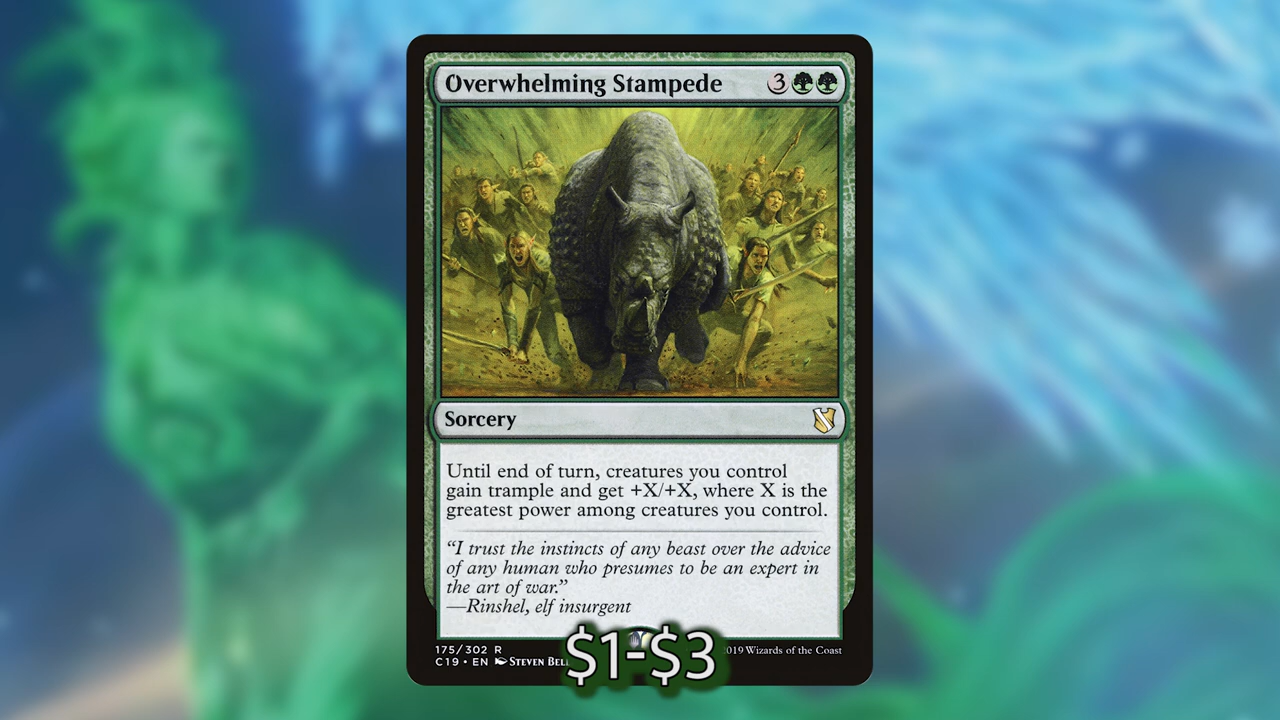 Overwhelming Stampede 3
Sorcery
Until end of turn, creatures you control
gain trample and get +X/+X, where X is the
greatest power among creatures you control.
“I trust the instincts of any beast over the advice
of any human who presumes to be an expert in
the art of war.”
—Rinshel, elf insurgent
175/302 R
C19 • EN STEVEN 2019 Wizards of the Coast
$1-$3